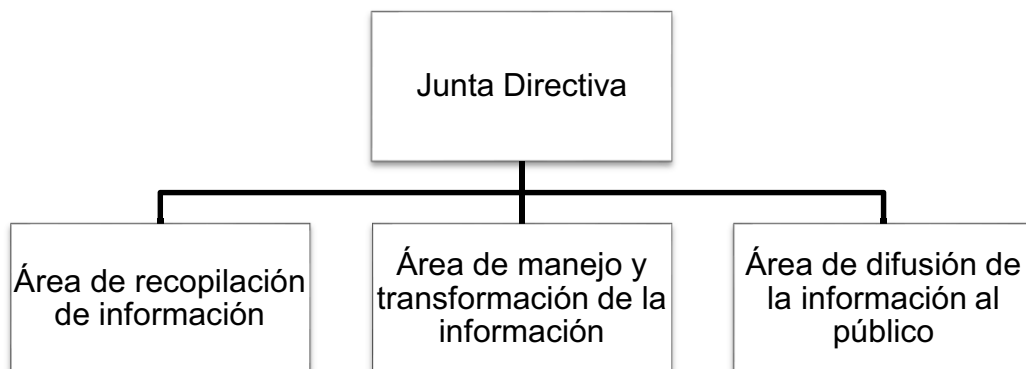 Junta Directiva
Área de recopilación
de información
Área de manejo y
transformación de la
información
Área de difusión de
la información al
público